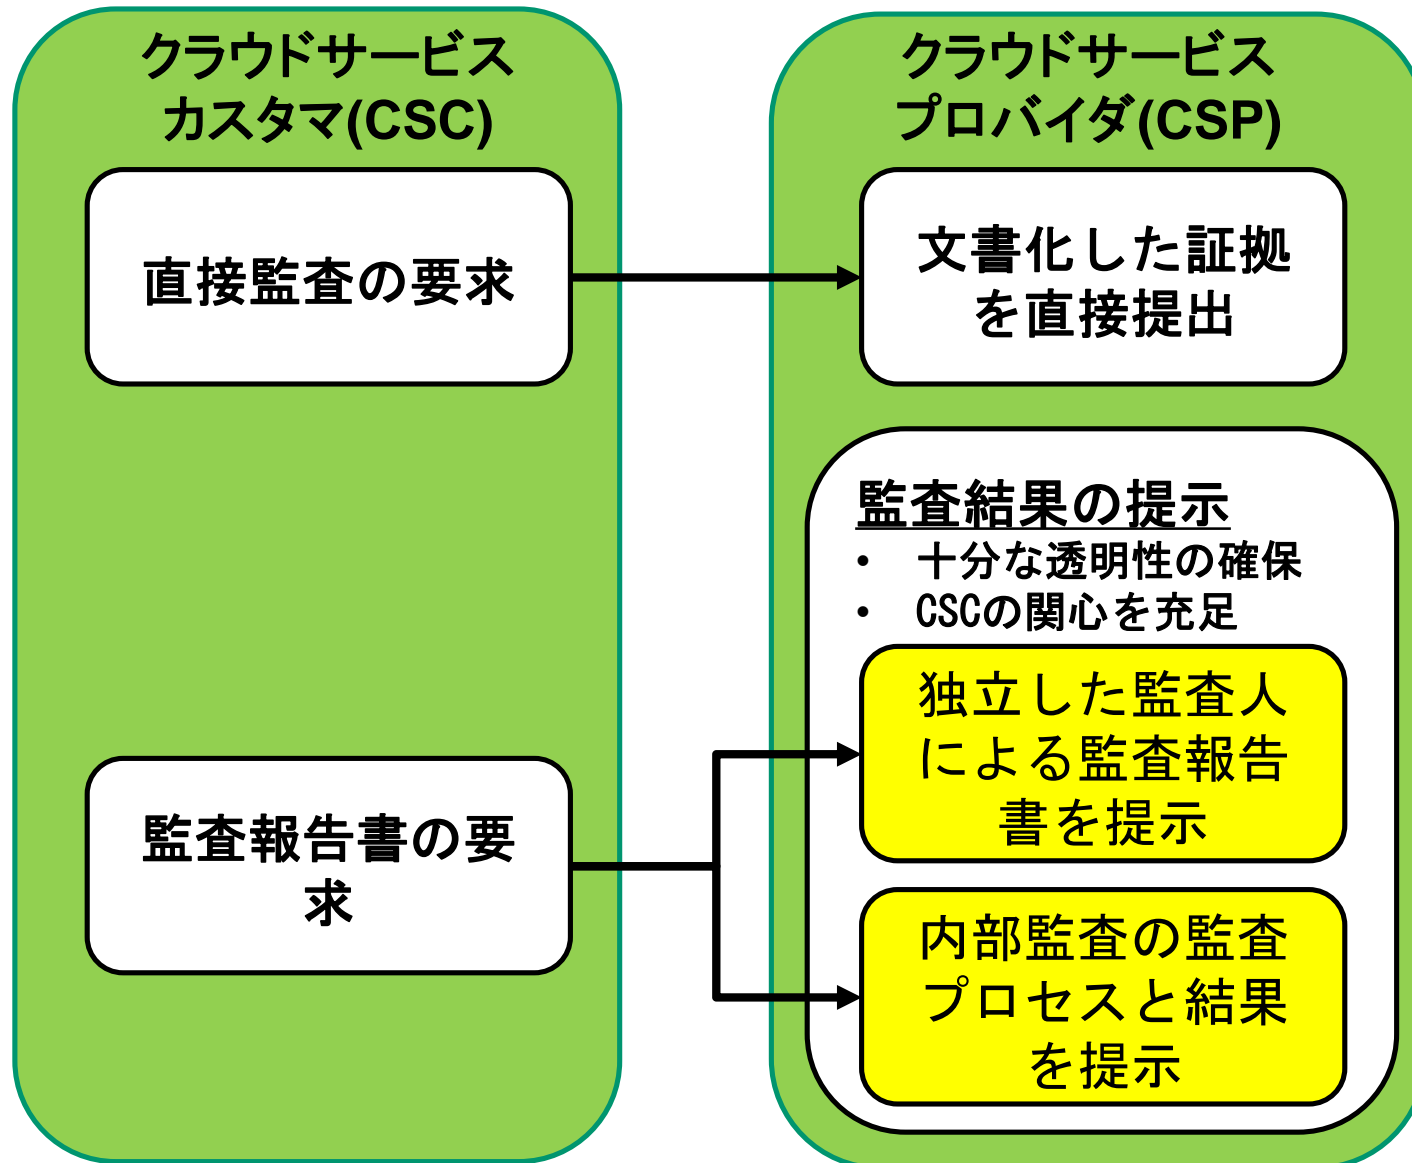 クラウドサービス
カスタマ(CSC)
直接監査の要求
監査報告書の要
求
クラウドサービス
プロバイダ(CSP)
文書化した証拠
を直接提出
監査結果の提示
• 十分な透明性の確保
• CSCの関心を充足
独立した監査人
による監査報告
書を提示
内部監査の監査
プロセスと結果
を提示